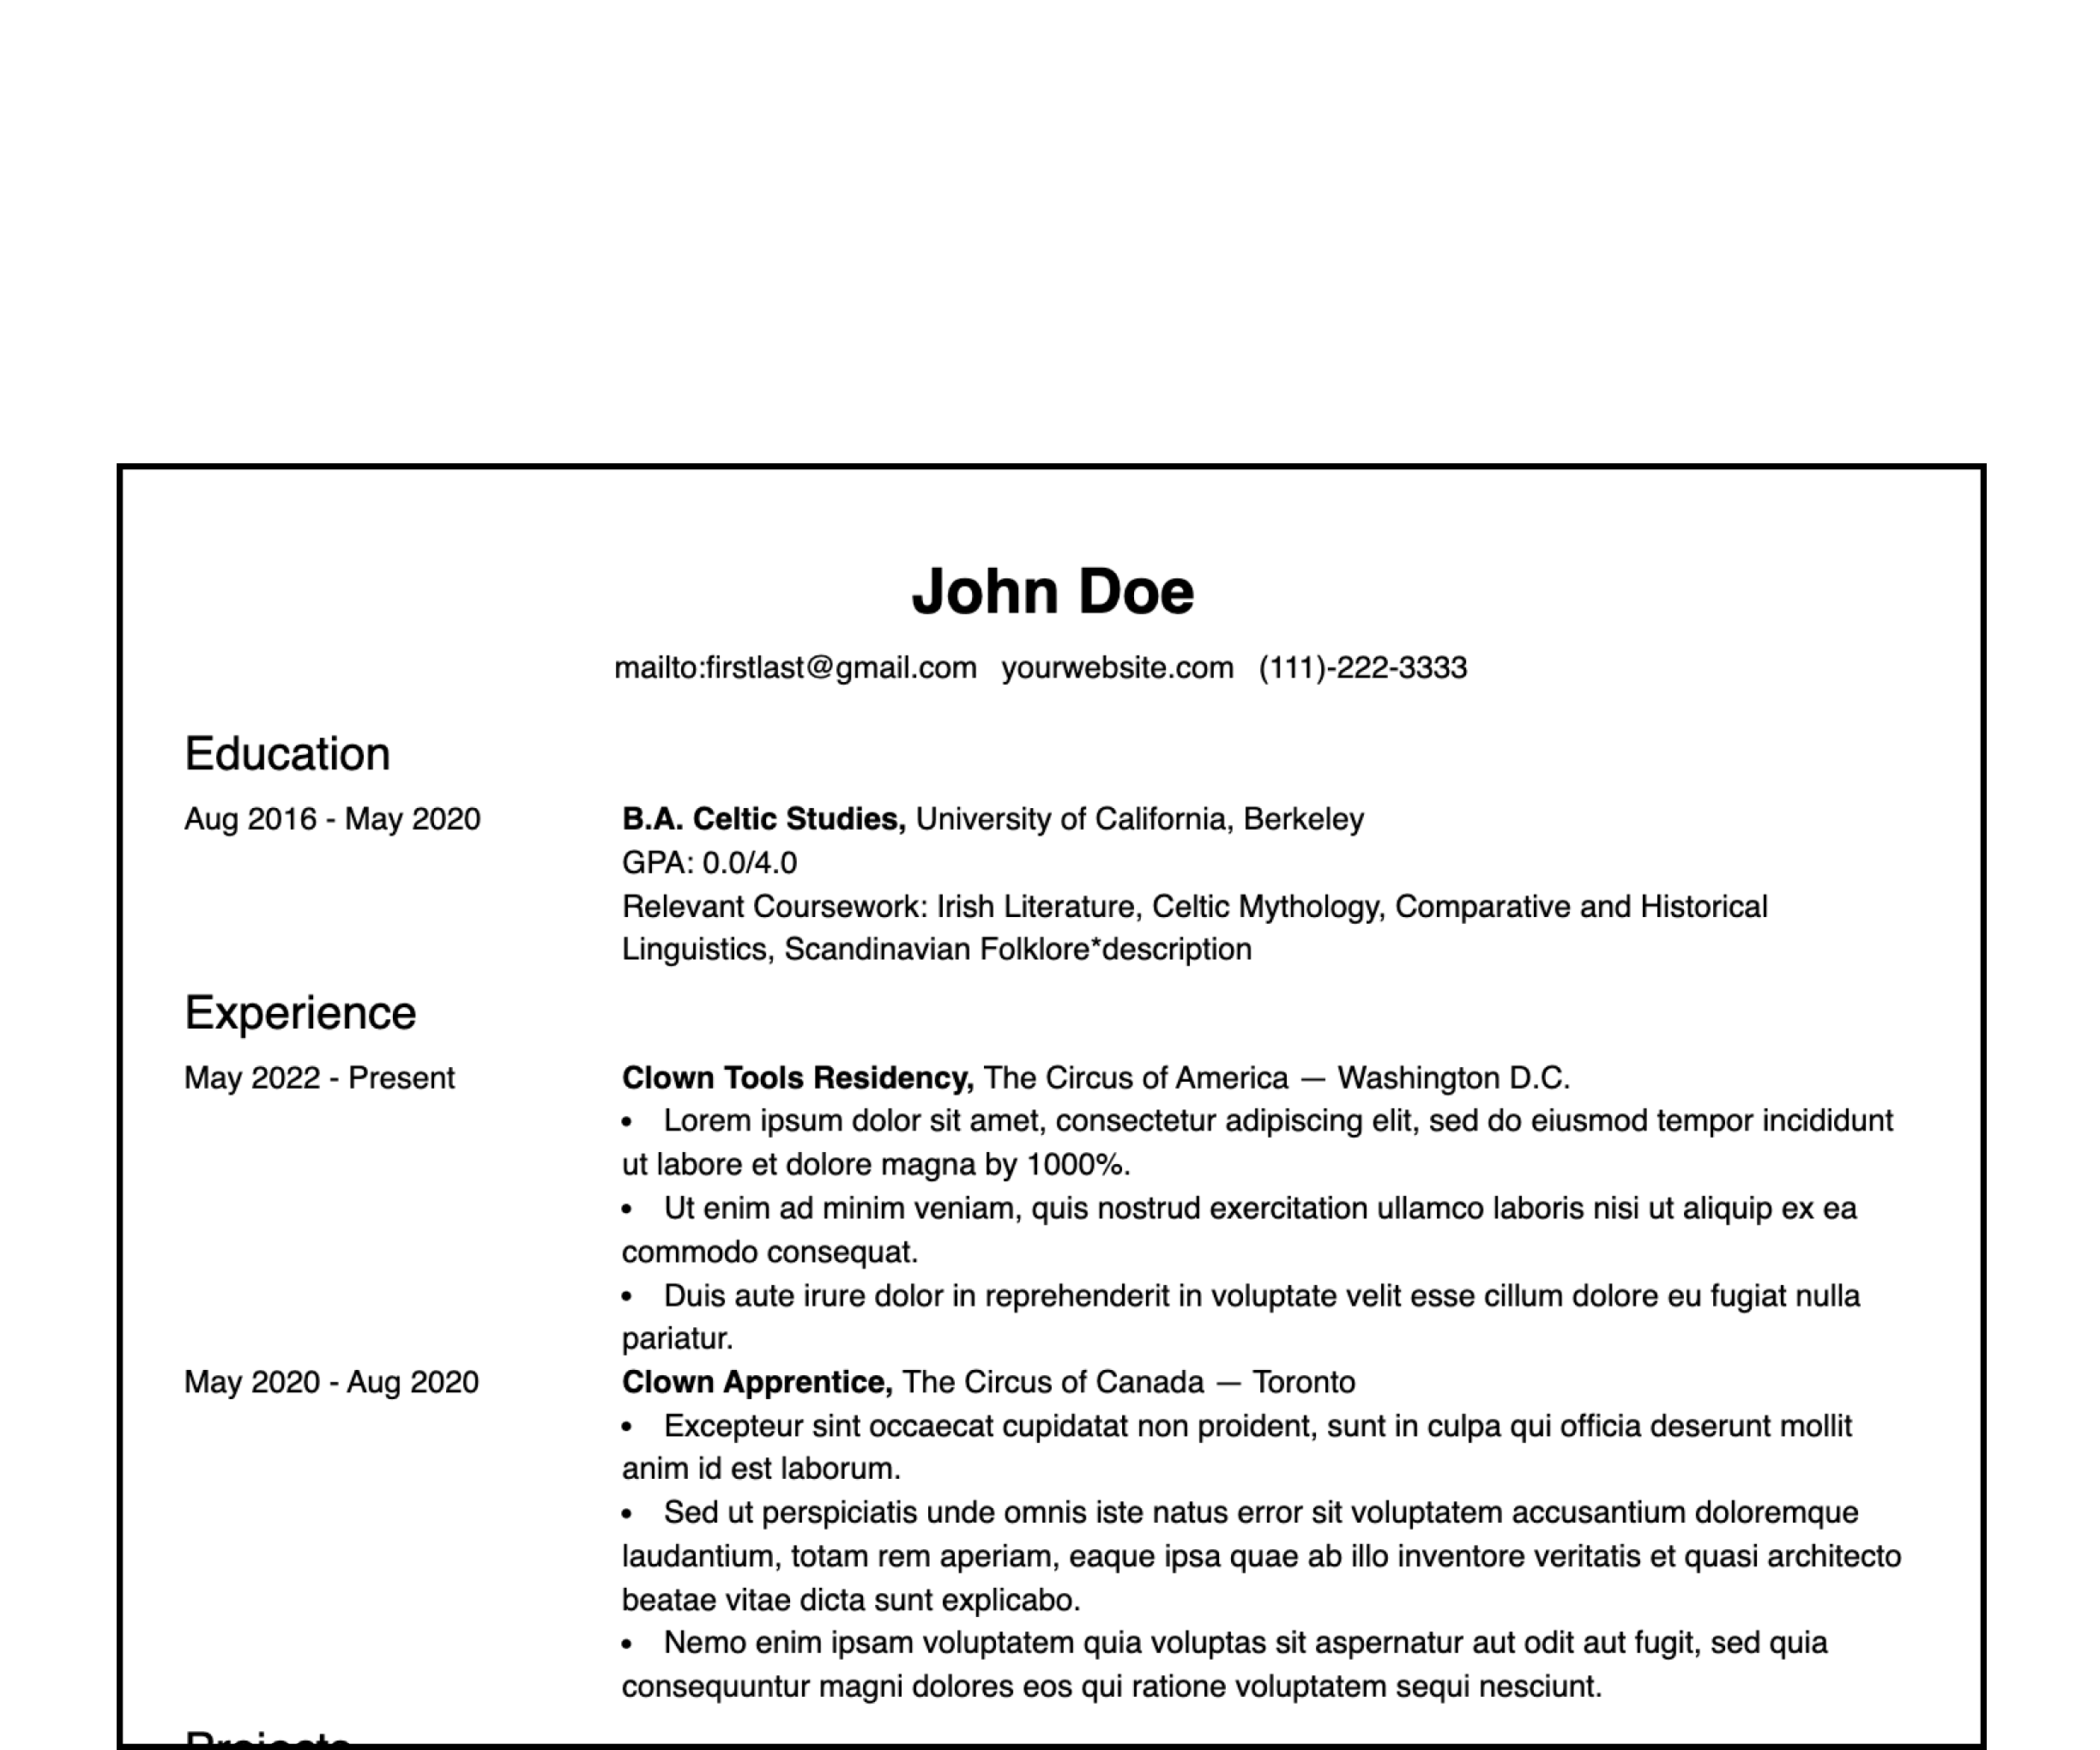 John Doe
mailto:firstlast@gmail.com yourwebsite.com (111)-222-3333
Education
Aug 2016 - May 2020 B.A. Celtic Studies, University of California, Berkeley
GPA: 0.0/4.0
Relevant Coursework: Irish Literature, Celtic Mythology, Comparative and Historical
Linguistics, Scandinavian Folklore*description
Experience
May 2022 - Present Clown Tools Residency, The Circus of America — Washington D.C.
• Lorem ipsum dolor sit amet, consectetur adipiscing elit, sed do eiusmod tempor incididunt
ut labore et dolore magna by 1000%.
• Ut enim ad minim veniam, quis nostrud exercitation ullamco laboris nisi ut aliquip ex ea
commodo consequat.
• Duis aute irure dolor in reprehenderit in voluptate velit esse cillum dolore eu fugiat nulla
pariatur.
May 2020 - Aug 2020 Clown Apprentice, The Circus of Canada — Toronto
• Excepteur sint occaecat cupidatat non proident, sunt in culpa qui officia deserunt mollit
anim id est laborum.
• Sed ut perspiciatis unde omnis iste natus error sit voluptatem accusantium doloremque
laudantium, totam rem aperiam, eaque ipsa quae ab illo inventore veritatis et quasi architecto
beatae vitae dicta sunt explicabo.
• Nemo enim ipsam voluptatem quia voluptas sit aspernatur aut odit aut fugit, sed quia
consequuntur magni dolores eos qui ratione voluptatem sequi nesciunt.
Projects